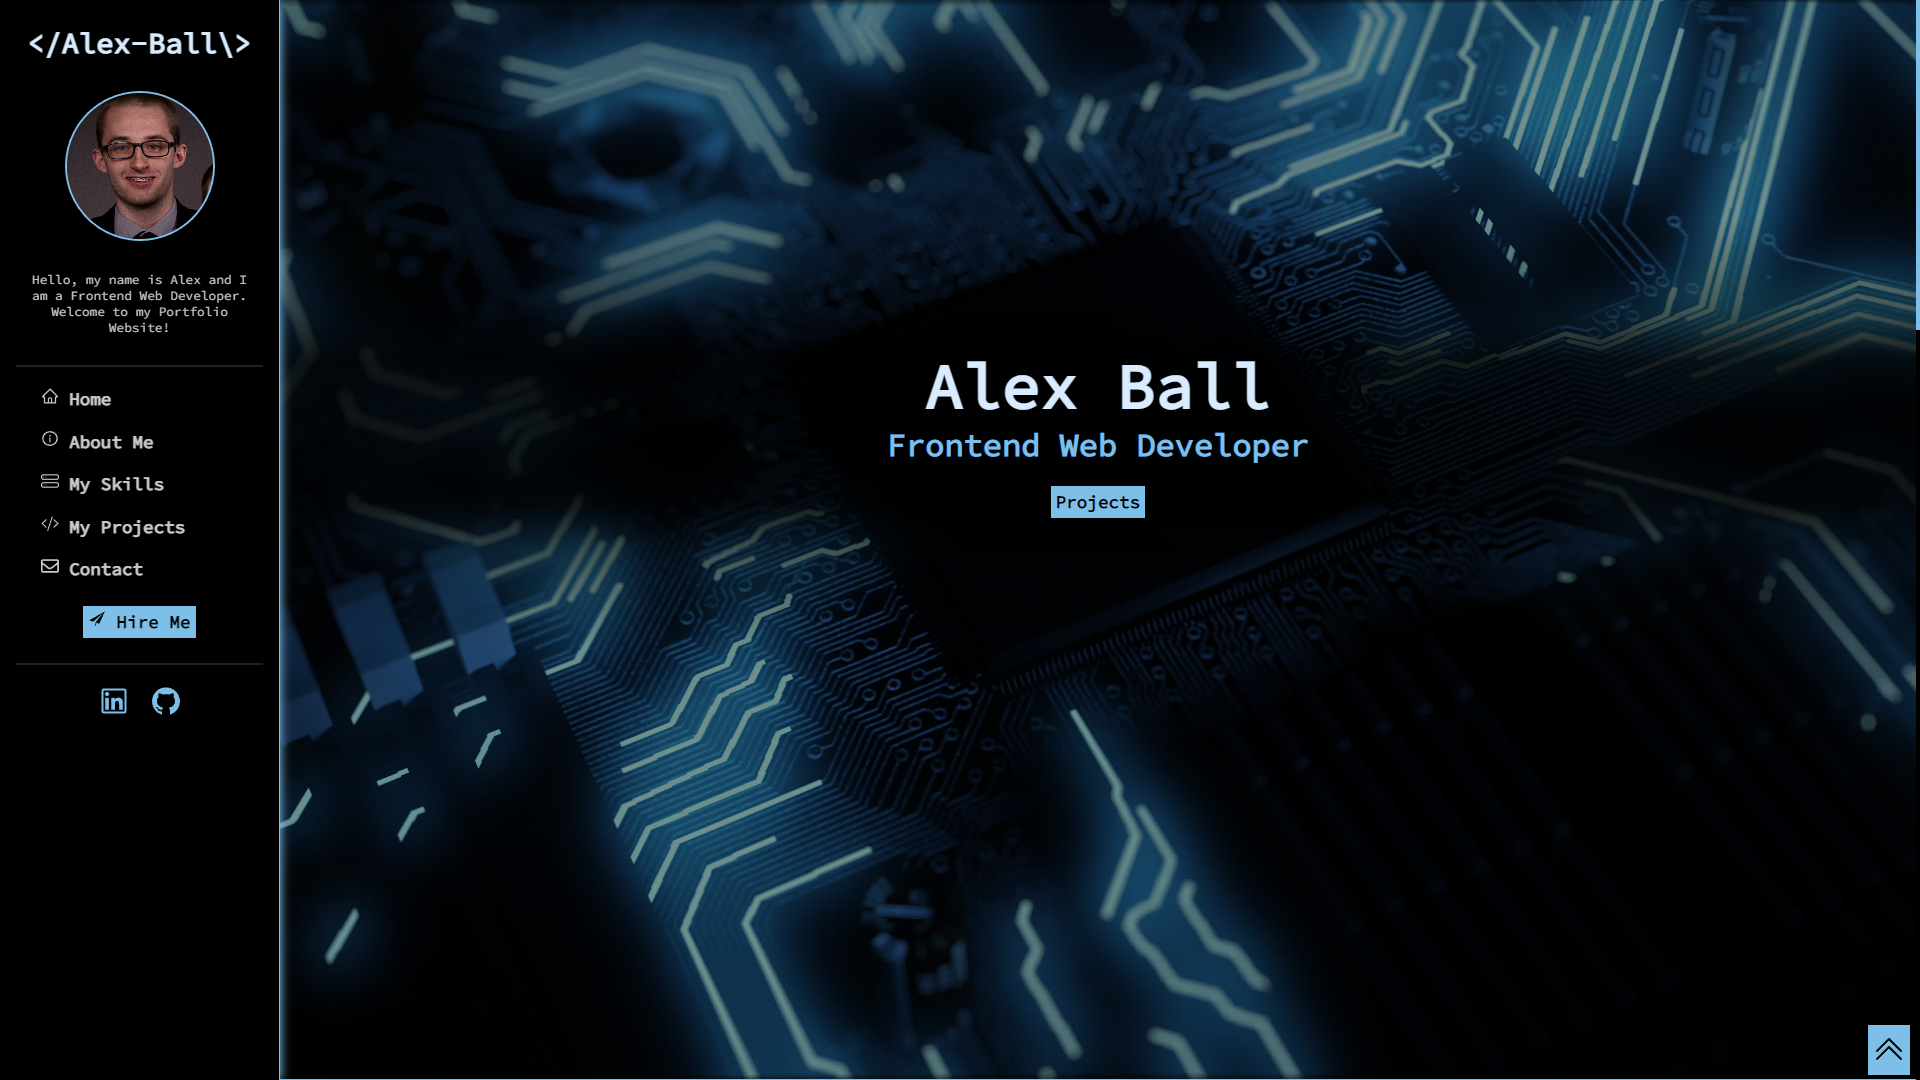 </Alex-Ball\>
Hello, my name is Alex and I
am a Frontend Web Developer.
Welcome to my Portfolio
Website!
Home
About Me
My Skills
My Projects
Contact
Hire Me
in
Alex Ball
Frontend Web Developer
Projects